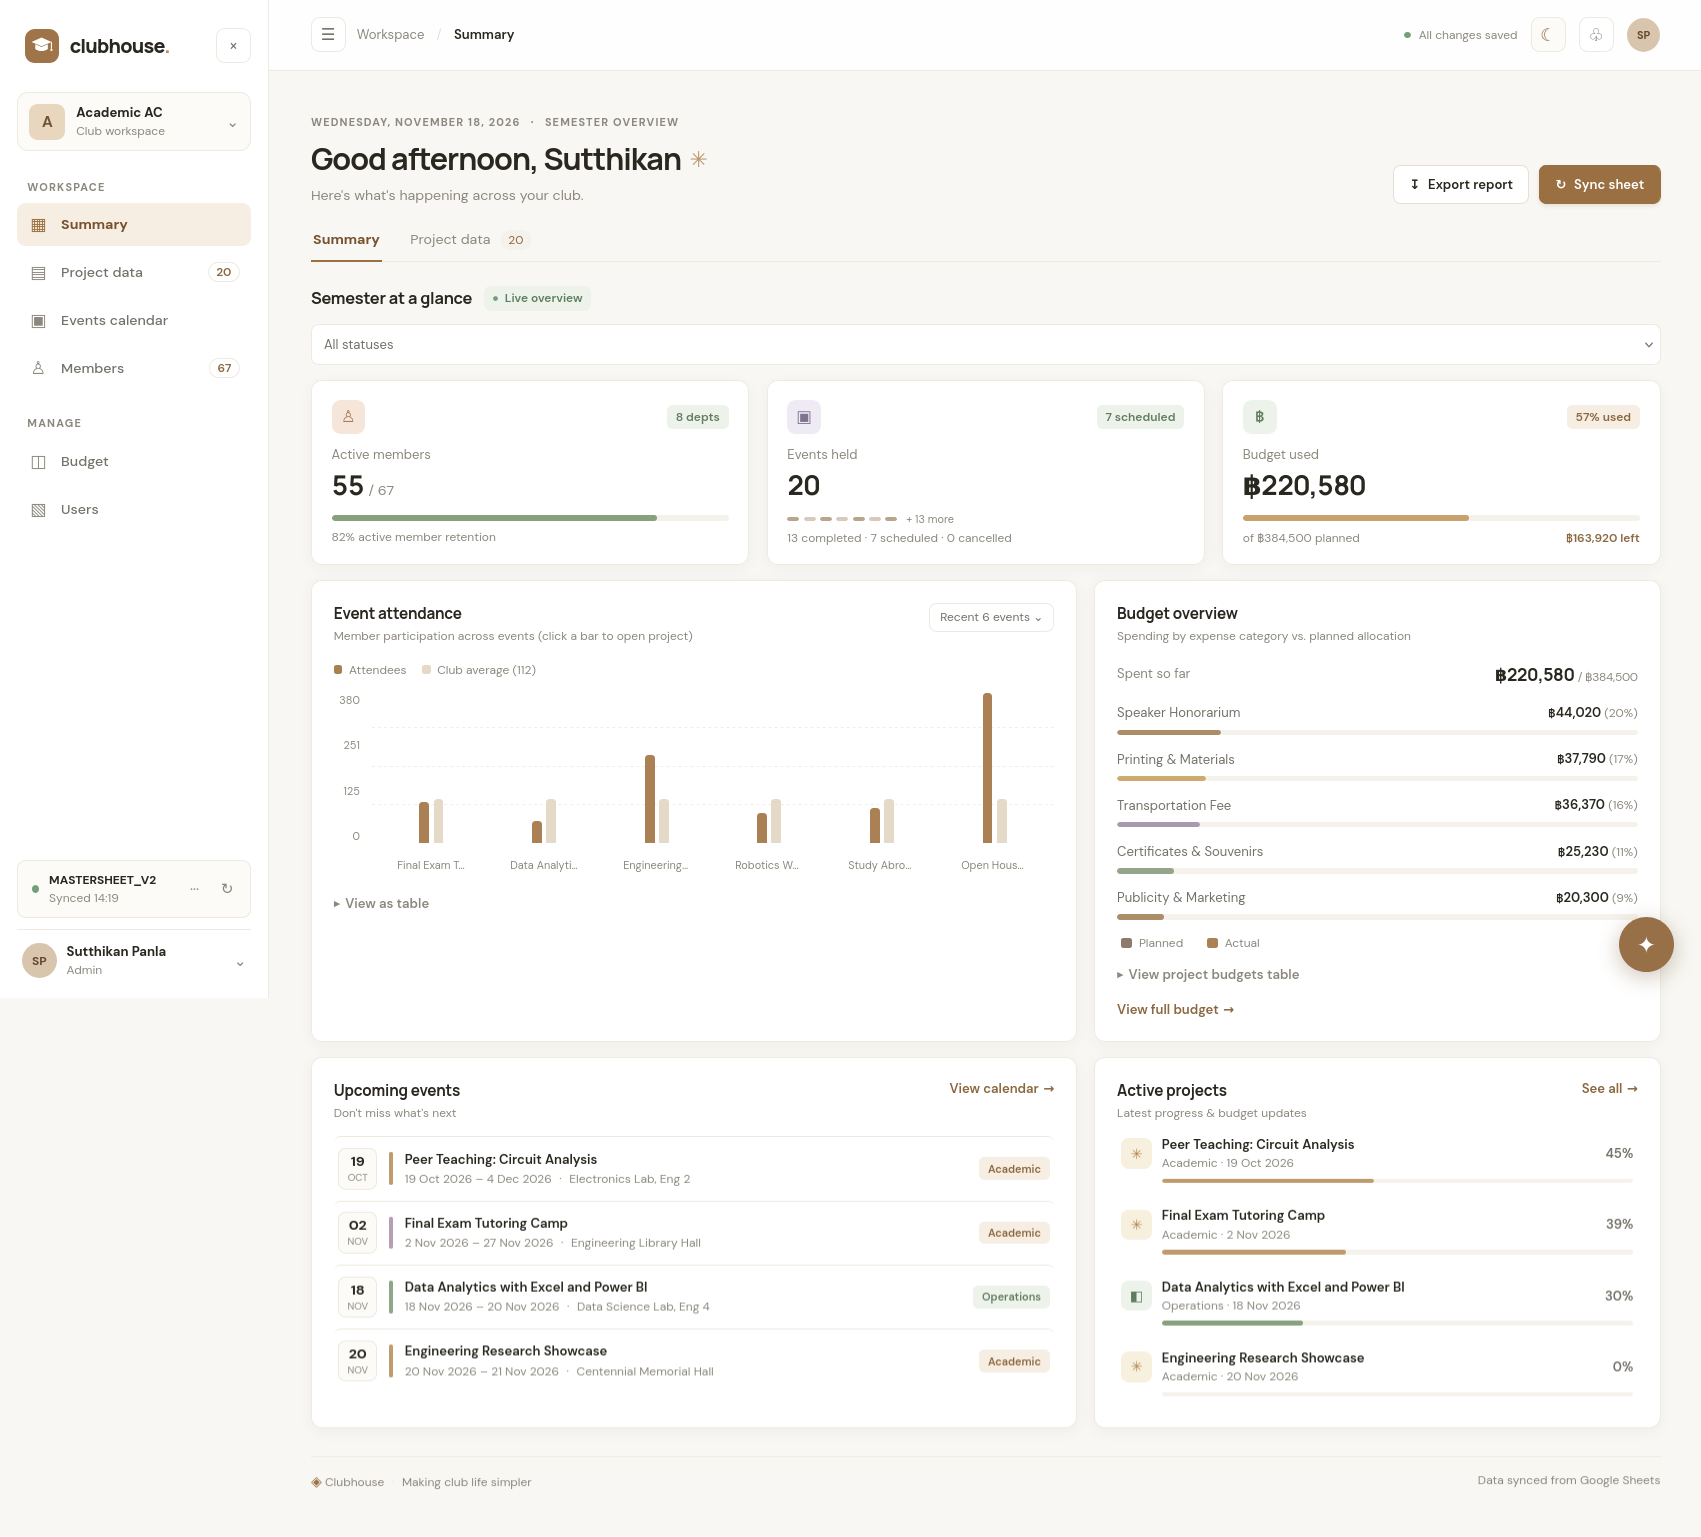 clubhouse.
×
Academic AC
Club workspace
WORKSPACE
Summary
Project data 20
Events calendar
Members 67
MANAGE
Budget
Users
MASTERSHEET_V2
Synced 14:19
SP
Sutthikan Panla
Admin
Workspace / Summary
All changes saved
SP
WEDNESDAY, NOVEMBER 18, 2026 · SEMESTER OVERVIEW
Good afternoon, Sutthikan
Here's what's happening across your club.
Export report
Sync sheet
Summary
Project data 20
Semester at a glance
Live overview
All statuses
8 depts
Active members
55 / 67
82% active member retention
7 scheduled
Events held
20
+ 13 more
13 completed · 7 scheduled · 0 cancelled
฿
57% used
Budget used
฿220,580
of ฿384,500 planned
฿163,920 left
Event attendance
Member participation across events (click a bar to open project)
Recent 6 events
Attendees
Club average (112)
380
251
125
0
Final Exam T...
Data Analyti...
Engineering...
Robotics W...
Study Abro...
Open Hous...
▸ View as table
Budget overview
Spending by expense category vs. planned allocation
Spent so far
฿220,580 / ฿384,500
Speaker Honorarium ฿44,020 (20%)
Printing & Materials ฿37,790 (17%)
Transportation Fee ฿36,370 (16%)
Certificates & Souvenirs ฿25,230 (11%)
Publicity & Marketing ฿20,300 (9%)
Planned
Actual
▸ View project budgets table
View full budget →
Upcoming events
Don't miss what's next
View calendar →
19 OCT
Peer Teaching: Circuit Analysis
19 Oct 2026 – 4 Dec 2026 · Electronics Lab, Eng 2
Academic
02 NOV
Final Exam Tutoring Camp
2 Nov 2026 – 27 Nov 2026 · Engineering Library Hall
Academic
18 NOV
Data Analytics with Excel and Power BI
18 Nov 2026 – 20 Nov 2026 · Data Science Lab, Eng 4
Operations
20 NOV
Engineering Research Showcase
20 Nov 2026 – 21 Nov 2026 · Centennial Memorial Hall
Academic
Active projects
Latest progress & budget updates
See all →
Peer Teaching: Circuit Analysis
Academic · 19 Oct 2026
45%
Final Exam Tutoring Camp
Academic · 2 Nov 2026
39%
Data Analytics with Excel and Power BI
Operations · 18 Nov 2026
30%
Engineering Research Showcase
Academic · 20 Nov 2026
0%
Clubhouse · Making club life simpler
Data synced from Google Sheets
A